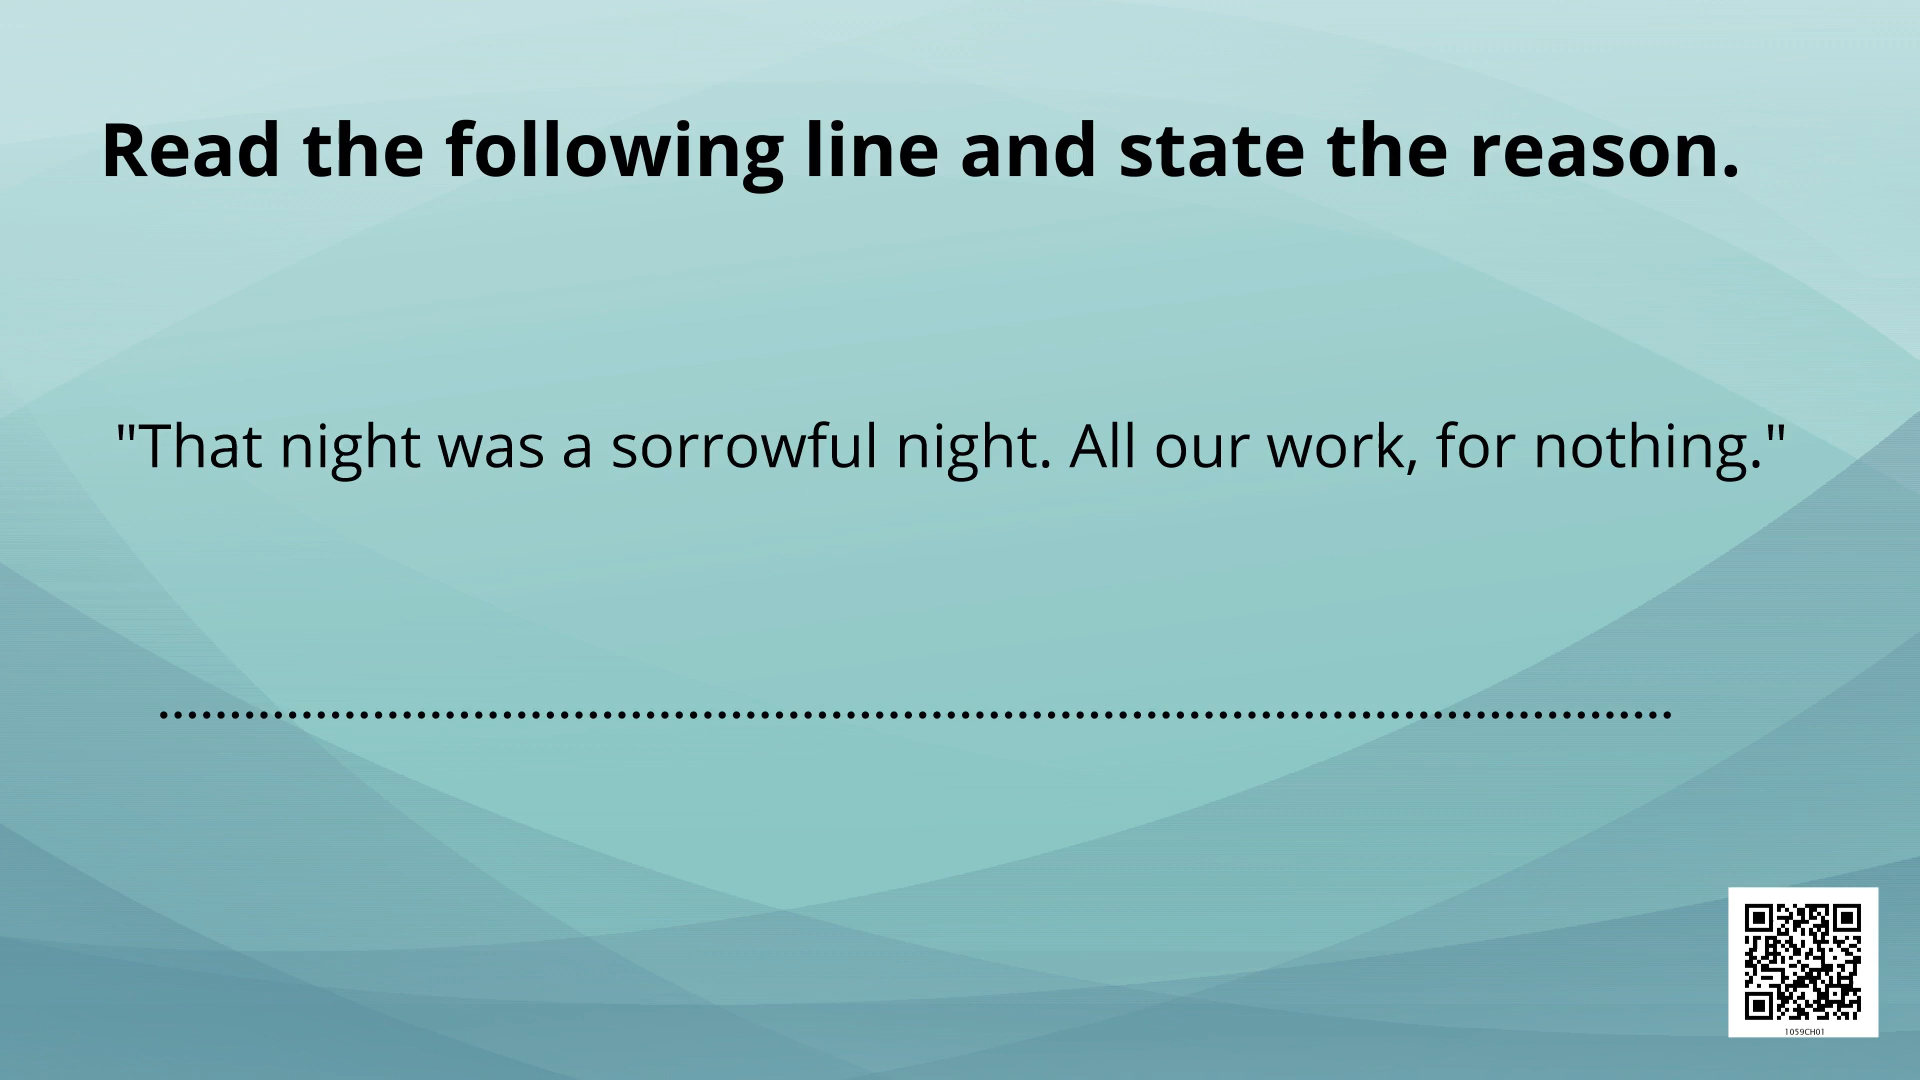 Read the following line and state the reason.
"That night was a sorrowful night. All our work, for nothing."
........................................................................................................
1059CH01